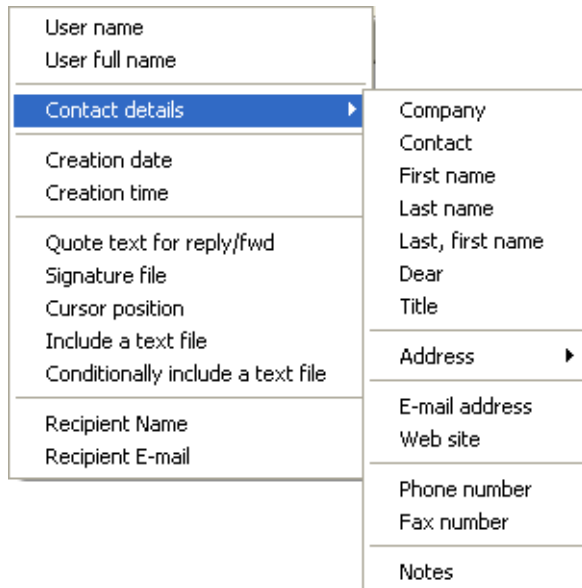 User name
User full name
Contact details
Creation date
Creation time
Quote text for reply/fwd
Signature file
Cursor position
Include a text file
Conditionally include a text file
Recipient Name
Recipient E-mail
Company
Contact
First name
Last name
Last, first name
Dear
Title
Address
E-mail address
Web site
Phone number
Fax number
Notes